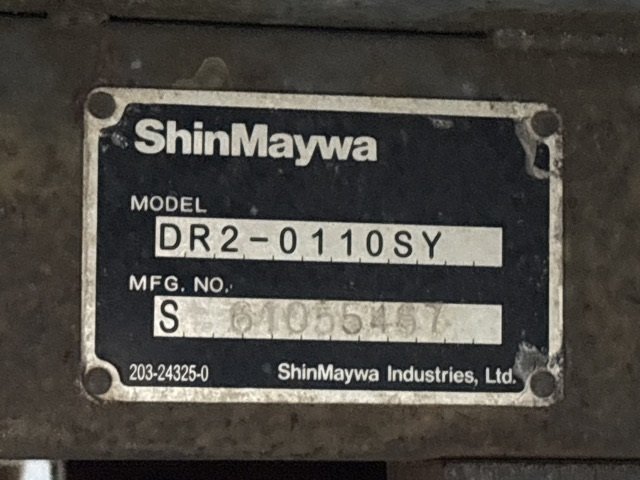 ShinMaywa
MODEL
DR2-0110SY
MFG. NO.
S
203-24325-0
ShinMaywa Industries, Ltd.